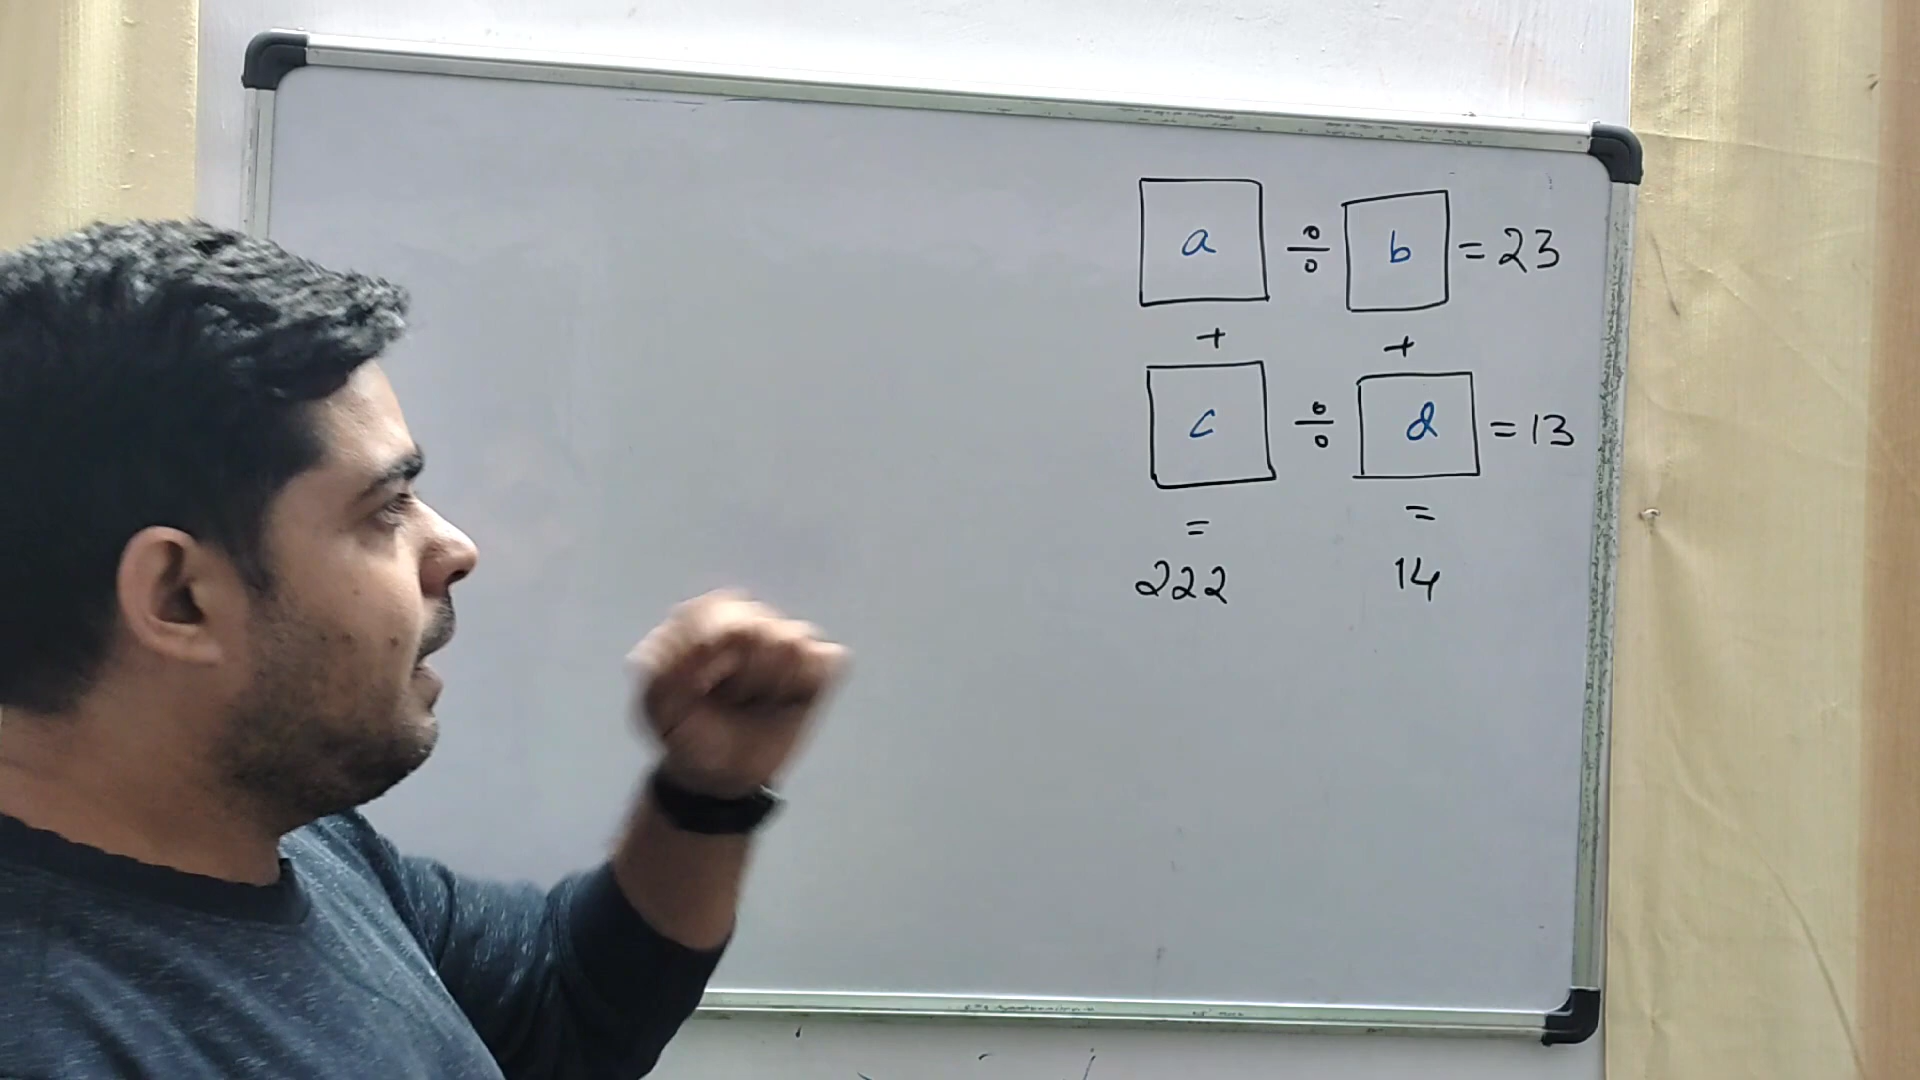 a ÷ b = 23
+ +
c ÷ d = 13
= =
222 14